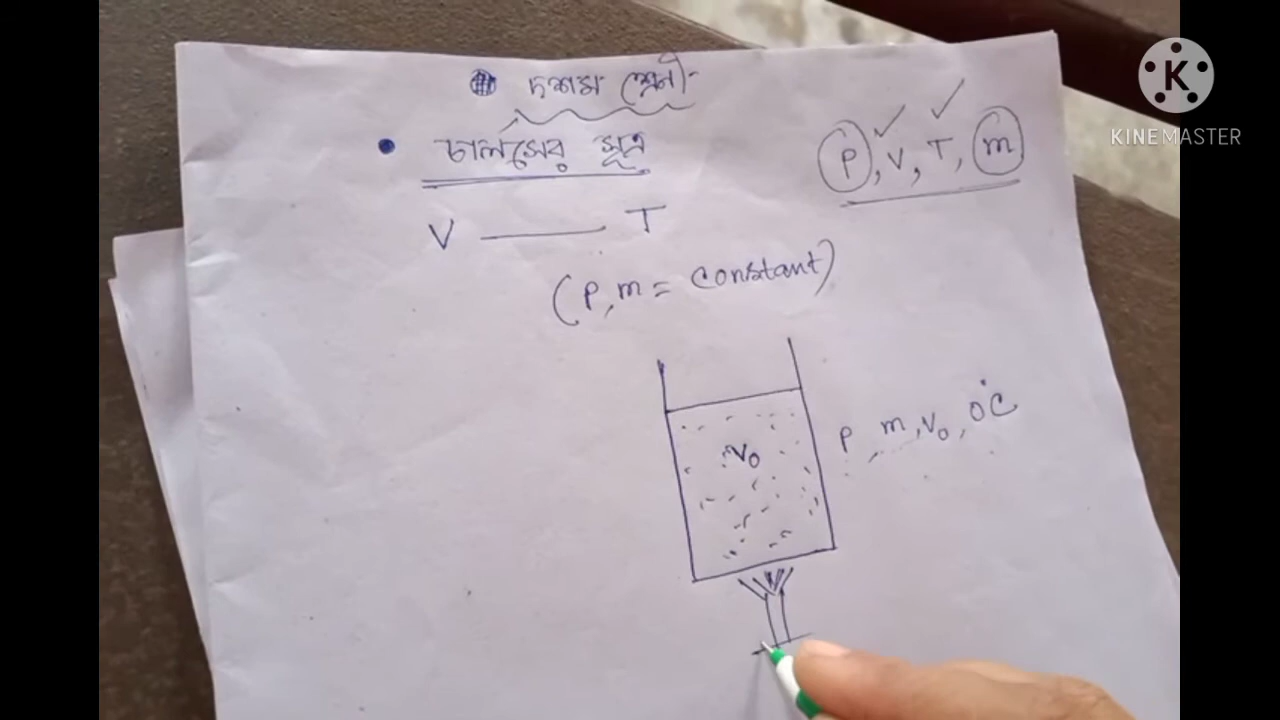 দশম শ্রেনী-
চার্লসের সূত্র
P, V, T, m
V —— T
(P, m = constant)
V₀
P m, V₀, 0°C
K
KINEMASTER